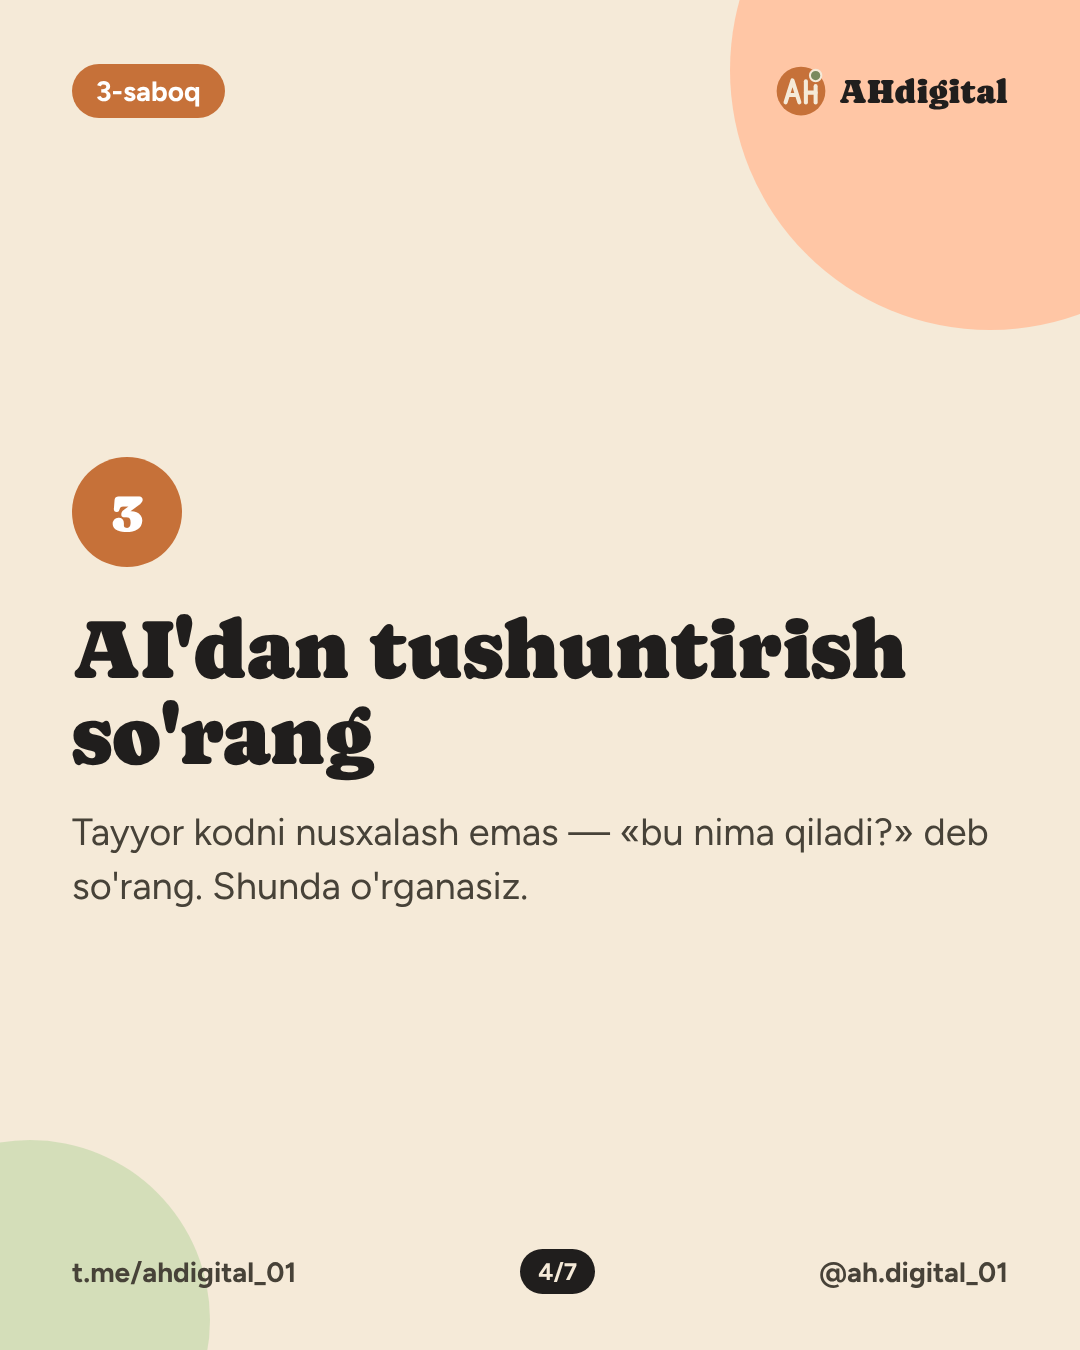 3-saboq
AH AHdigital
3
AI'dan tushuntirish
so'rang
Tayyor kodni nusxalash emas — «bu nima qiladi?» deb
so'rang. Shunda o'rganasiz.
t.me/ahdigital_01
4/7
@ah.digital_01